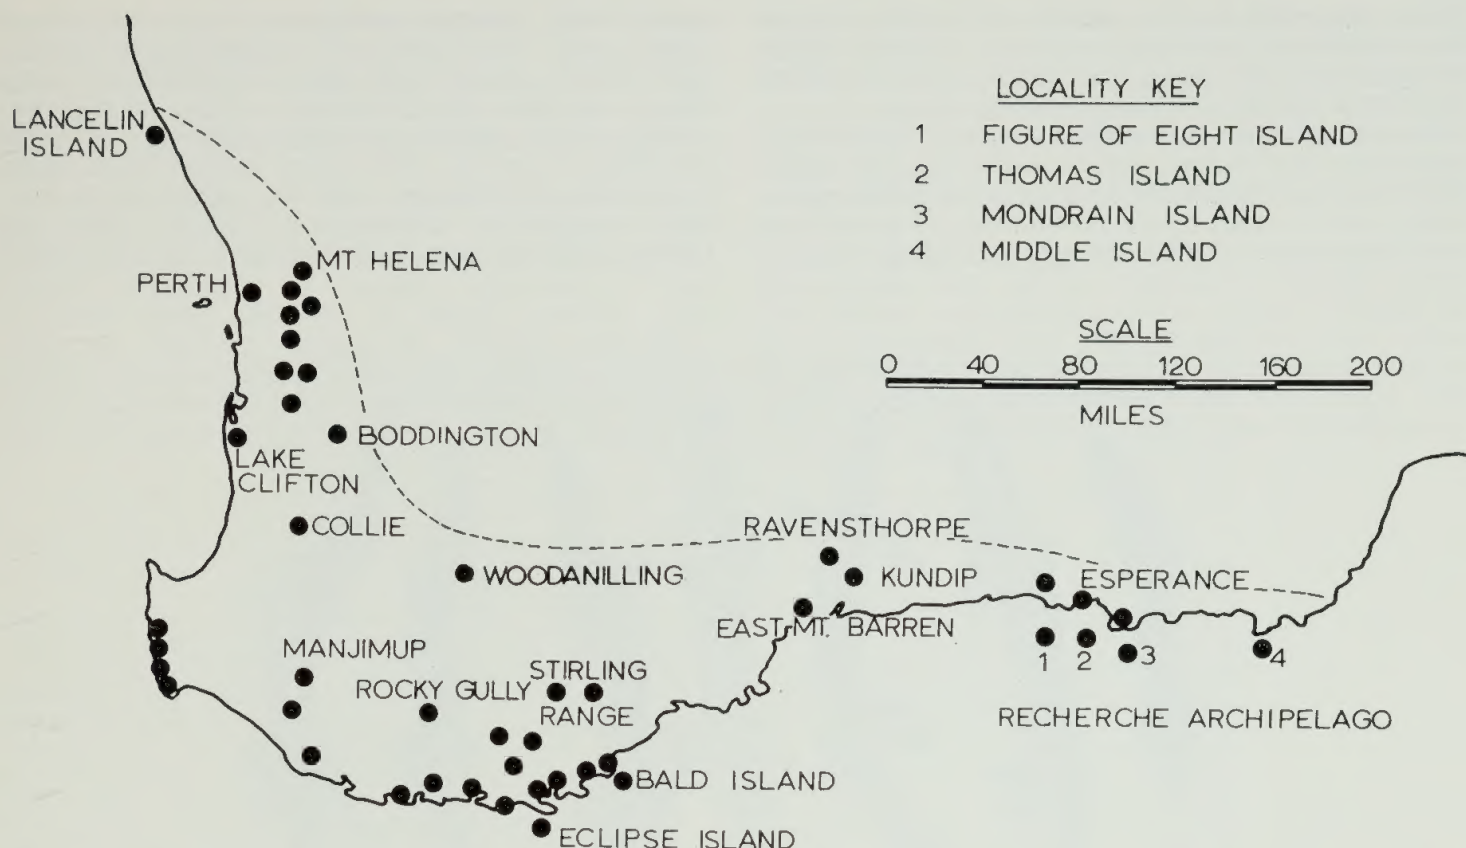 LOCALITY KEY
1 FIGURE OF EIGHT ISLAND
2 THOMAS ISLAND
3 MONDRAIN ISLAND
4 MIDDLE ISLAND
SCALE
0 40 80 120 160 200
MILES
LANCELIN
ISLAND
MT HELENA
PERTH
BODDINGTON
LAKE
CLIFTON
COLLIE
WOODANILLING
RAVENSTHORPE
KUNDIP
ESPERANCE
EAST MT. BARREN
MANJIMUP
ROCKY GULLY
STIRLING
RANGE
1 2 3 4
RECHERCHE ARCHIPELAGO
BALD ISLAND
ECLIPSE ISLAND